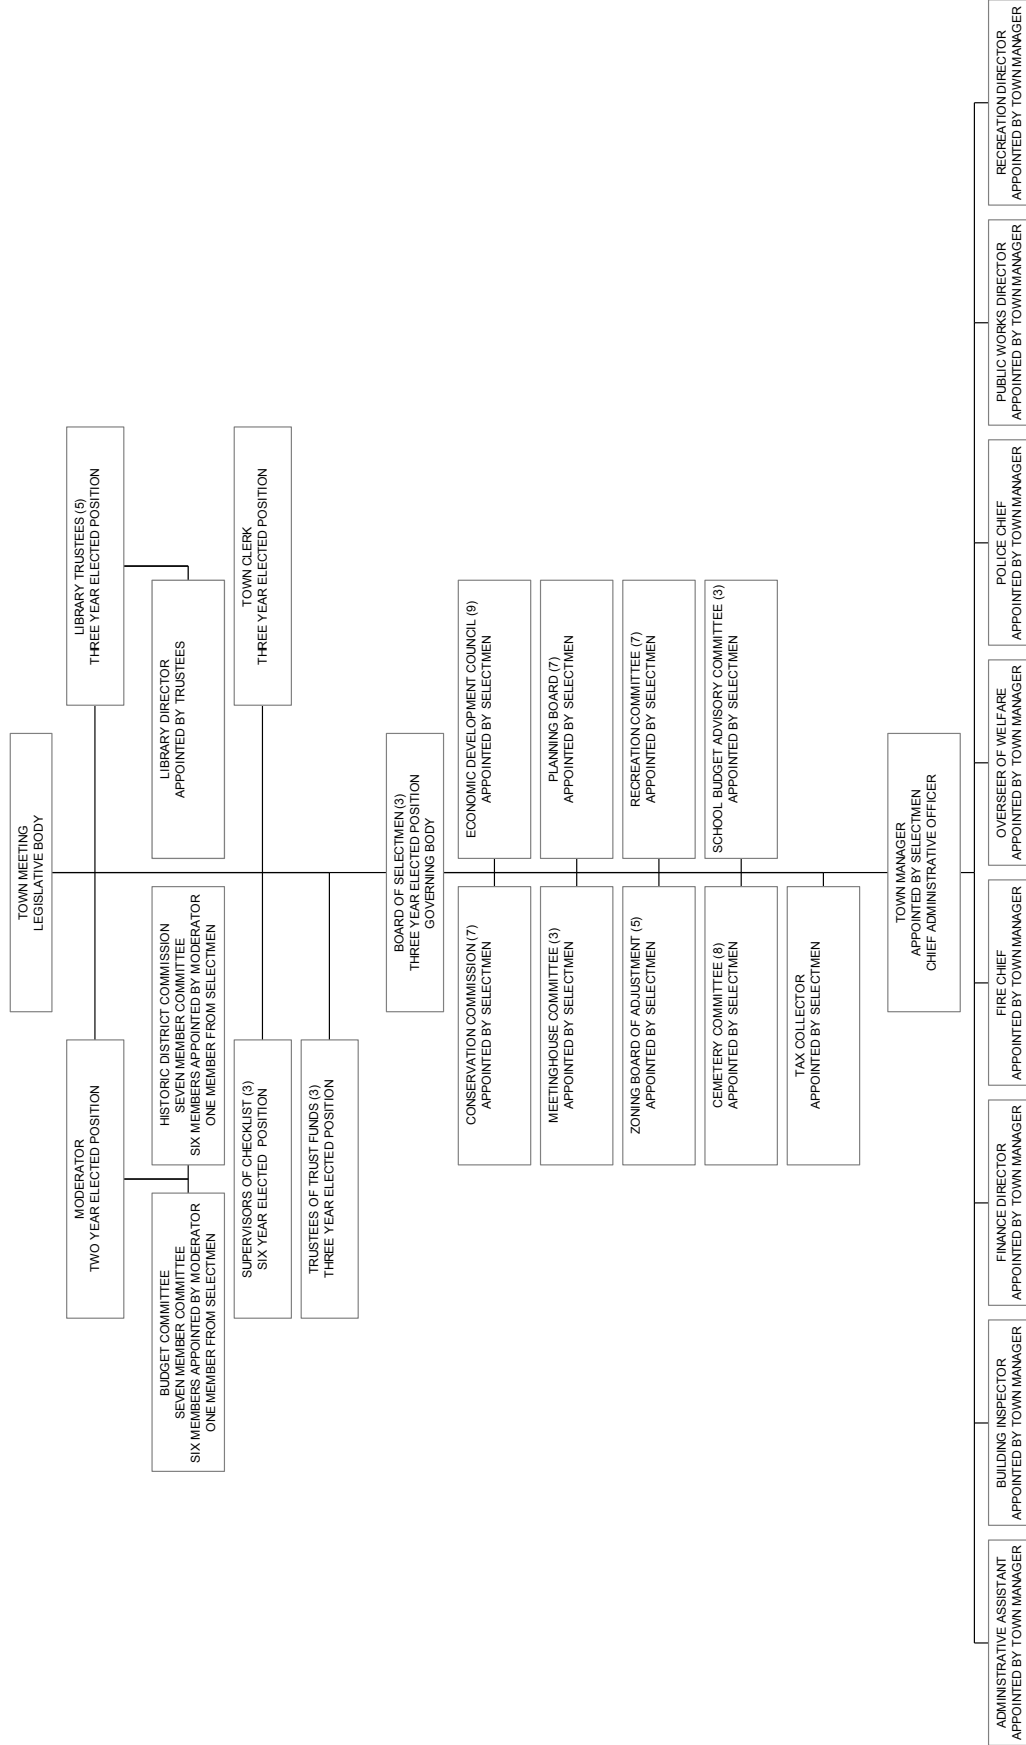 TOWN MEETING
LEGISLATIVE BODY
MODERATOR
TWO YEAR ELECTED POSITION
LIBRARY TRUSTEES (5)
THREE YEAR ELECTED POSITION
BUDGET COMMITTEE
SEVEN MEMBER COMMITTEE
SIX MEMBERS APPOINTED BY MODERATOR
ONE MEMBER FROM SELECTMEN
HISTORIC DISTRICT COMMISSION
SEVEN MEMBER COMMITTEE
SIX MEMBERS APPOINTED BY MODERATOR
ONE MEMBER FROM SELECTMEN
LIBRARY DIRECTOR
APPOINTED BY TRUSTEES
SUPERVISORS OF CHECKLIST (3)
SIX YEAR ELECTED POSITION
TOWN CLERK
THREE YEAR ELECTED POSITION
TRUSTEES OF TRUST FUNDS (3)
THREE YEAR ELECTED POSITION
BOARD OF SELECTMEN (3)
THREE YEAR ELECTED POSITION
GOVERNING BODY
CONSERVATION COMMISSION (7)
APPOINTED BY SELECTMEN
ECONOMIC DEVELOPMENT COUNCIL (9)
APPOINTED BY SELECTMEN
MEETINGHOUSE COMMITTEE (3)
APPOINTED BY SELECTMEN
PLANNING BOARD (7)
APPOINTED BY SELECTMEN
ZONING BOARD OF ADJUSTMENT (5)
APPOINTED BY SELECTMEN
RECREATION COMMITTEE (7)
APPOINTED BY SELECTMEN
CEMETERY COMMITTEE (8)
APPOINTED BY SELECTMEN
SCHOOL BUDGET ADVISORY COMMITTEE (3)
APPOINTED BY SELECTMEN
TAX COLLECTOR
APPOINTED BY SELECTMEN
TOWN MANAGER
APPOINTED BY SELECTMEN
CHIEF ADMINISTRATIVE OFFICER
ADMINISTRATIVE ASSISTANT
APPOINTED BY TOWN MANAGER
BUILDING INSPECTOR
APPOINTED BY TOWN MANAGER
FINANCE DIRECTOR
APPOINTED BY TOWN MANAGER
FIRE CHIEF
APPOINTED BY TOWN MANAGER
OVERSEER OF WELFARE
APPOINTED BY TOWN MANAGER
POLICE CHIEF
APPOINTED BY TOWN MANAGER
PUBLIC WORKS DIRECTOR
APPOINTED BY TOWN MANAGER
RECREATION DIRECTOR
APPOINTED BY TOWN MANAGER